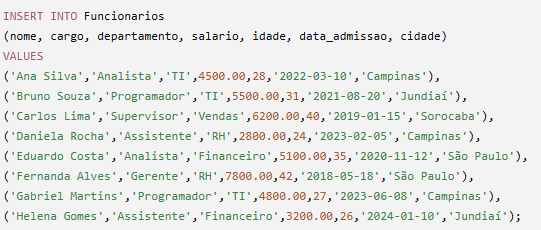 INSERT INTO Funcionarios
(nome, cargo, departamento, salario, idade, data_admissao, cidade)
VALUES
('Ana Silva','Analista','TI',4500.00,28,'2022-03-10','Campinas'),
('Bruno Souza','Programador','TI',5500.00,31,'2021-08-20','Jundiaí'),
('Carlos Lima','Supervisor','Vendas',6200.00,40,'2019-01-15','Sorocaba'),
('Daniela Rocha','Assistente','RH',2800.00,24,'2023-02-05','Campinas'),
('Eduardo Costa','Analista','Financeiro',5100.00,35,'2020-11-12','São Paulo'),
('Fernanda Alves','Gerente','RH',7800.00,42,'2018-05-18','São Paulo'),
('Gabriel Martins','Programador','TI',4800.00,27,'2023-06-08','Campinas'),
('Helena Gomes','Assistente','Financeiro',3200.00,26,'2024-01-10','Jundiaí');